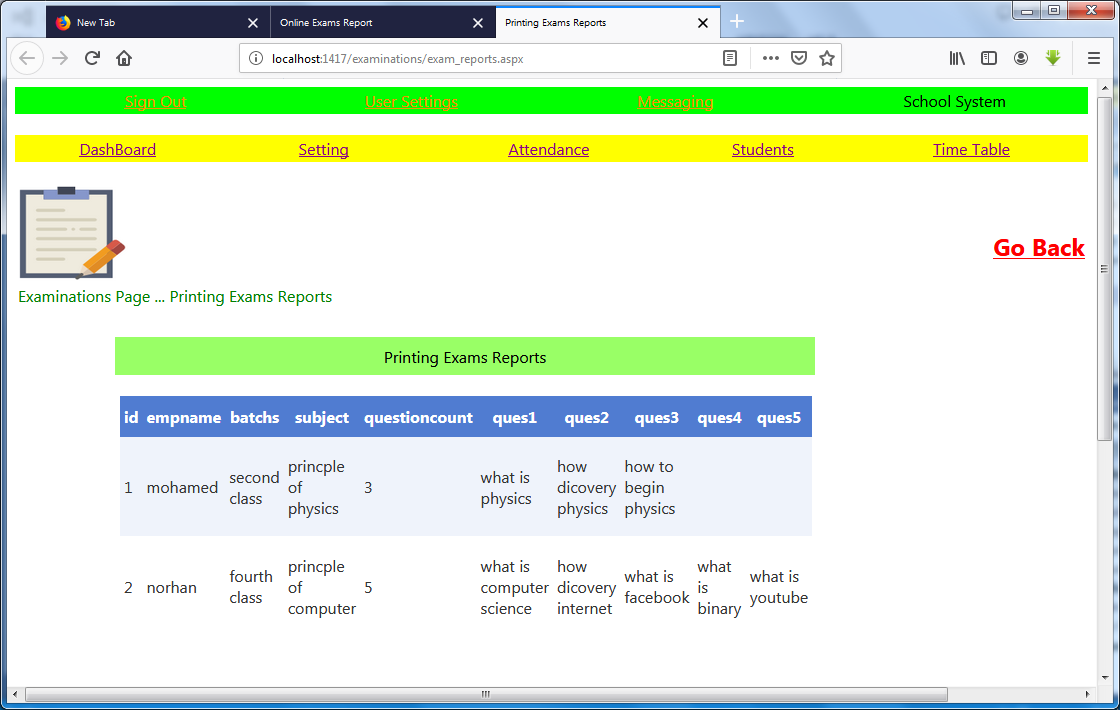 New Tab
Online Exams Report
Printing Exams Reports
localhost:1417/examinations/exam_reports.aspx
Sign Out User Settings Messaging School System
DashBoard Setting Attendance Students Time Table
Go Back
Examinations Page ... Printing Exams Reports
Printing Exams Reports
id empname batchs subject questioncount ques1 ques2 ques3 ques4 ques5
1 mohamed second class princple of physics 3 what is physics how dicovery physics how to begin physics
2 norhan fourth class princple of computer 5 what is computer science how dicovery internet what is facebook what is binary what is youtube